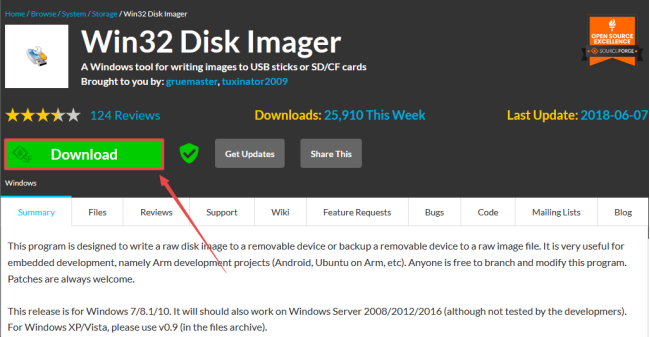 Home / Browse / System / Storage / Win32 Disk Imager
Win32 Disk Imager
A Windows tool for writing images to USB sticks or SD/CF cards
Brought to you by: gruemaster, tuxinator2009
OPEN SOURCE
EXCELLENCE
SOURCEFORGE
124 Reviews
Downloads: 25,910 This Week
Last Update: 2018-06-07
Download
Get Updates
Share This
Windows
Summary
Files
Reviews
Support
Wiki
Feature Requests
Bugs
Code
Mailing Lists
Blog
This program is designed to write a raw disk image to a removable device or backup a removable device to a raw image file. It is very useful for
embedded development, namely Arm development projects (Android, Ubuntu on Arm, etc). Anyone is free to branch and modify this program.
Patches are always welcome.
This release is for Windows 7/8.1/10. It will should also work on Windows Server 2008/2012/2016 (although not tested by the developmers).
For Windows XP/Vista, please use v0.9 (in the files archive).